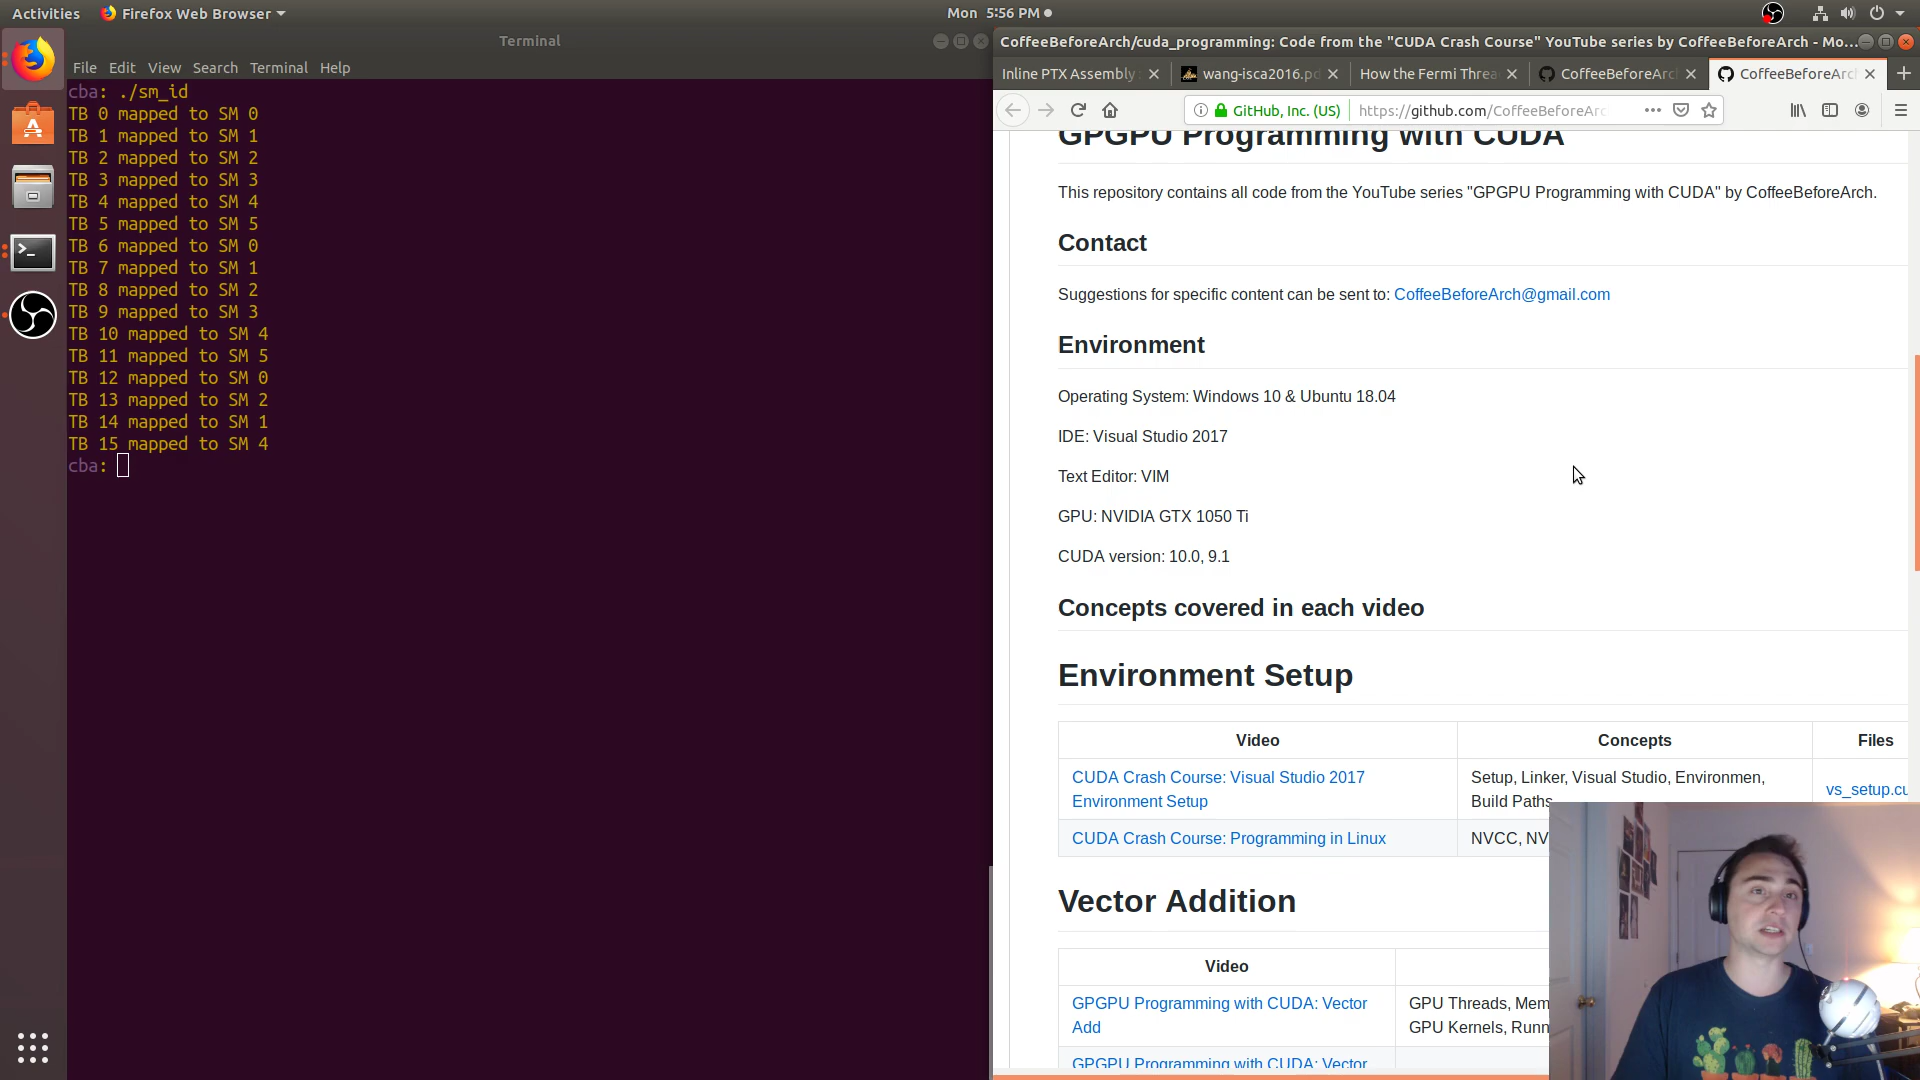 Activities
Firefox Web Browser
Mon 5:56 PM
Terminal
File Edit View Search Terminal Help
cba: ./sm_id
TB 0 mapped to SM 0
TB 1 mapped to SM 1
TB 2 mapped to SM 2
TB 3 mapped to SM 3
TB 4 mapped to SM 4
TB 5 mapped to SM 5
TB 6 mapped to SM 0
TB 7 mapped to SM 1
TB 8 mapped to SM 2
TB 9 mapped to SM 3
TB 10 mapped to SM 4
TB 11 mapped to SM 5
TB 12 mapped to SM 0
TB 13 mapped to SM 2
TB 14 mapped to SM 1
TB 15 mapped to SM 4
cba:
CoffeeBeforeArch/cuda_programming: Code from the "CUDA Crash Course" YouTube series by CoffeeBeforeArch - Mo...
Inline PTX Assembly
wang-isca2016.pd
How the Fermi Threa
CoffeeBeforeArc
CoffeeBeforeArc
GitHub, Inc. (US)
https://github.com/CoffeeBeforeArc
GPGPU Programming with CUDA
This repository contains all code from the YouTube series "GPGPU Programming with CUDA" by CoffeeBeforeArch.
Contact
Suggestions for specific content can be sent to: CoffeeBeforeArch@gmail.com
Environment
Operating System: Windows 10 & Ubuntu 18.04
IDE: Visual Studio 2017
Text Editor: VIM
GPU: NVIDIA GTX 1050 Ti
CUDA version: 10.0, 9.1
Concepts covered in each video
Environment Setup
Video
Concepts
Files
CUDA Crash Course: Visual Studio 2017
Environment Setup
Setup, Linker, Visual Studio, Environmen,
Build Paths
vs_setup.cu
CUDA Crash Course: Programming in Linux
NVCC, NV
Vector Addition
Video
GPGPU Programming with CUDA: Vector
Add
GPU Threads, Mem
GPU Kernels, Runn
GPGPU Programming with CUDA: Vector